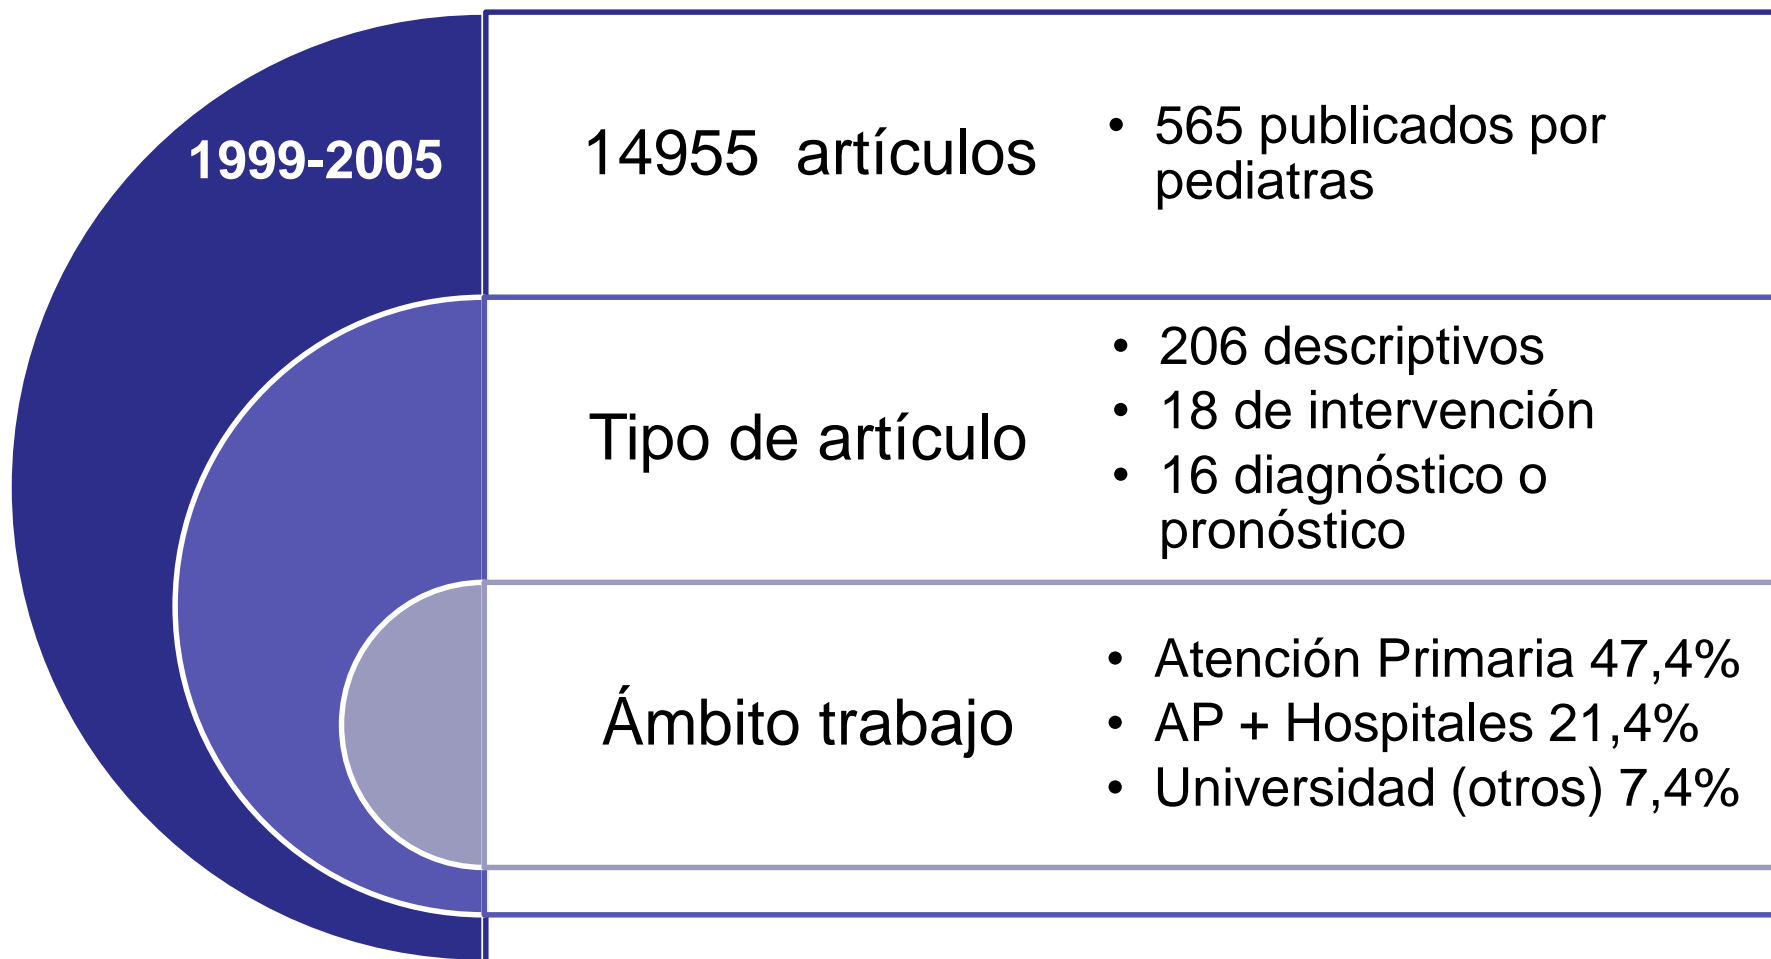 1999-2005
14955 artículos
• 565 publicados por
pediatras
Tipo de artículo
• 206 descriptivos
• 18 de intervención
• 16 diagnóstico o
pronóstico
Ámbito trabajo
• Atención Primaria 47,4%
• AP + Hospitales 21,4%
• Universidad (otros) 7,4%